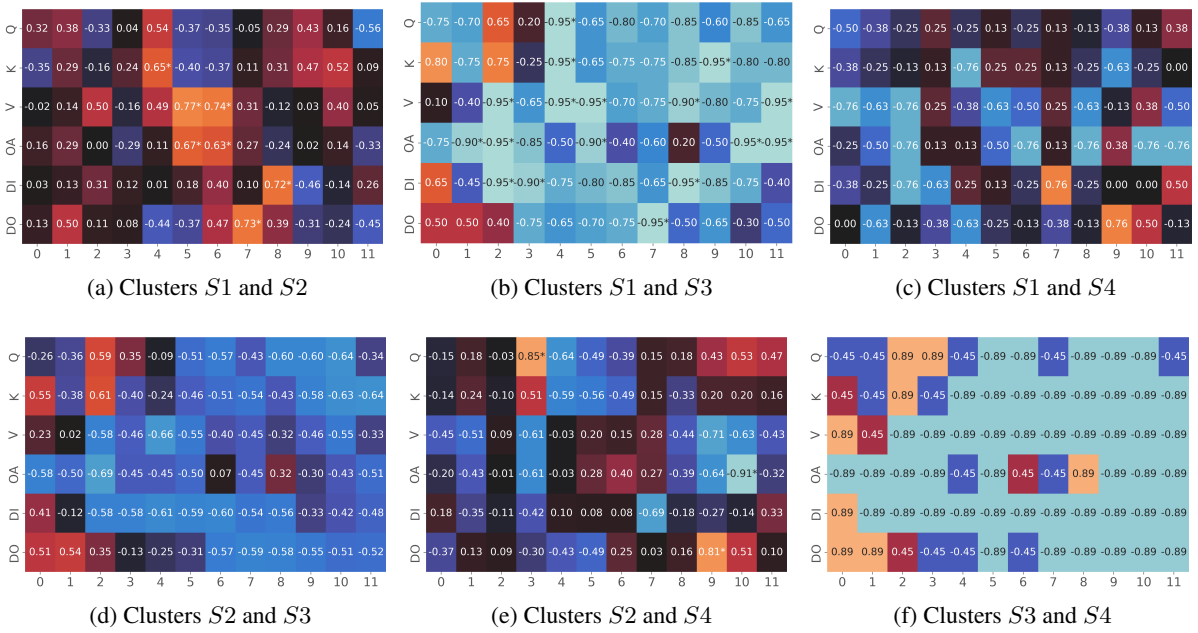 Q 0.32 0.38 -0.33 0.04 0.54 -0.37 -0.35 -0.05 0.29 0.43 0.16 -0.56
K -0.35 0.29 -0.16 0.24 0.65* -0.40 -0.37 0.11 0.31 0.47 0.52 0.09
V -0.02 0.14 0.50 -0.16 0.49 0.77* 0.74* 0.31 -0.12 0.03 0.40 0.05
OA 0.16 0.29 0.00 -0.29 0.11 0.67* 0.63* 0.27 -0.24 0.02 0.14 -0.33
DI 0.03 0.13 0.31 0.12 0.01 0.18 0.40 0.10 0.72* -0.46 -0.14 0.26
DO 0.13 0.50 0.11 0.08 -0.44 -0.37 0.47 0.73* 0.39 -0.31 -0.24 -0.45
0 1 2 3 4 5 6 7 8 9 10 11
(a) Clusters S1 and S2
Q -0.75 -0.70 0.65 0.20 -0.95* -0.65 -0.80 -0.70 -0.85 -0.60 -0.85 -0.65
K 0.80 -0.75 0.75 -0.25 -0.95* -0.65 -0.75 -0.75 -0.85 -0.95* -0.80 -0.80
V 0.10 -0.40 -0.95* -0.65 -0.95* -0.95* -0.70 -0.75 -0.90* -0.80 -0.75 -0.95*
OA -0.75 -0.90* -0.95* -0.85 -0.50 -0.90* -0.40 -0.60 0.20 -0.50 -0.95* -0.95*
DI 0.65 -0.45 -0.95* -0.90* -0.75 -0.80 -0.85 -0.65 -0.95* -0.85 -0.75 -0.40
DO 0.50 0.50 0.40 -0.75 -0.65 -0.70 -0.75 -0.95* -0.50 -0.65 -0.30 -0.50
0 1 2 3 4 5 6 7 8 9 10 11
(b) Clusters S1 and S3
Q -0.50 -0.38 -0.25 0.13 -0.25 0.13 -0.25 0.13 -0.25 -0.38 0.13 0.38
K -0.38 -0.25 -0.13 0.25 -0.76 0.25 0.25 -0.13 0.25 -0.63 -0.25 0.00
V -0.76 -0.63 -0.76 0.25 -0.38 -0.63 -0.50 0.25 -0.63 -0.13 0.38 -0.50
OA -0.25 -0.50 -0.76 0.13 0.13 -0.50 -0.76 0.13 -0.76 0.38 -0.76 -0.76
DI -0.38 -0.25 -0.76 -0.63 0.25 0.13 -0.25 0.76 -0.25 0.00 0.00 0.50
DO 0.00 -0.63 -0.13 -0.38 -0.63 -0.13 -0.25 -0.38 -0.13 0.76 0.50 -0.13
0 1 2 3 4 5 6 7 8 9 10 11
(c) Clusters S1 and S4
Q -0.26 -0.36 0.59 0.35 -0.09 -0.51 -0.57 -0.43 -0.60 -0.60 -0.64 -0.34
K 0.55 -0.38 0.61 -0.40 -0.24 -0.46 -0.51 -0.54 -0.43 -0.58 -0.63 -0.64
V 0.23 0.02 -0.58 -0.46 -0.66 -0.55 -0.40 -0.45 -0.32 -0.46 -0.55 -0.33
OA -0.58 -0.50 -0.69 -0.45 -0.45 -0.50 0.07 -0.45 0.32 -0.30 -0.43 -0.51
DI 0.41 -0.12 -0.58 -0.58 -0.61 -0.59 -0.60 -0.54 -0.56 -0.33 -0.42 -0.48
DO 0.51 0.54 0.35 -0.13 -0.25 -0.31 -0.57 -0.59 -0.58 -0.55 -0.51 -0.52
0 1 2 3 4 5 6 7 8 9 10 11
(d) Clusters S2 and S3
Q -0.15 0.18 -0.03 0.85* -0.64 -0.49 -0.39 0.15 0.18 0.43 0.53 0.47
K -0.14 0.24 -0.10 0.51 -0.59 -0.56 -0.49 0.15 -0.33 0.20 0.20 0.16
V -0.45 -0.51 0.09 -0.61 -0.03 0.20 0.15 0.28 -0.44 -0.71 -0.63 -0.43
OA -0.20 -0.43 -0.01 -0.61 -0.03 0.28 0.40 0.27 -0.39 -0.64 -0.91* -0.32
DI 0.18 -0.35 -0.11 -0.42 0.10 0.08 0.08 -0.69 -0.18 -0.27 -0.14 0.33
DO -0.37 0.13 0.09 -0.30 -0.43 -0.49 0.25 0.03 0.16 0.81* 0.51 0.10
0 1 2 3 4 5 6 7 8 9 10 11
(e) Clusters S2 and S4
Q -0.45 -0.45 0.89 0.89 -0.45 -0.89 -0.89 -0.45 -0.89 -0.89 -0.89 -0.45
K 0.45 -0.45 0.89 -0.45 -0.89 -0.89 -0.89 -0.89 -0.89 -0.89 -0.89 -0.89
V 0.89 0.45 -0.89 -0.89 -0.89 -0.89 -0.89 -0.89 -0.89 -0.89 -0.89 -0.89
OA -0.89 -0.89 -0.89 -0.89 -0.45 -0.89 0.45 -0.45 0.89 -0.89 -0.89 -0.89
DI 0.89 -0.89 -0.89 -0.89 -0.89 -0.89 -0.89 -0.89 -0.89 -0.89 -0.89 -0.89
DO 0.89 0.89 0.45 -0.45 -0.45 -0.89 -0.45 -0.89 -0.89 -0.89 -0.89 -0.89
0 1 2 3 4 5 6 7 8 9 10 11
(f) Clusters S3 and S4